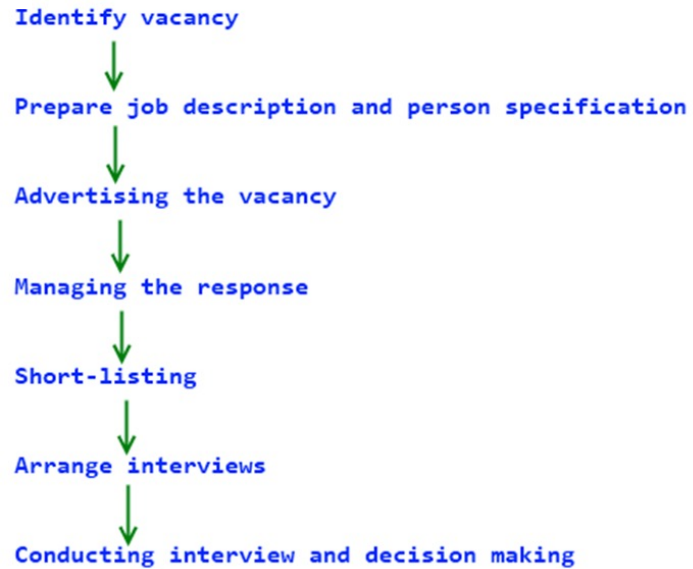 Identify vacancy
Prepare job description and person specification
Advertising the vacancy
Managing the response
Short-listing
Arrange interviews
Conducting interview and decision making